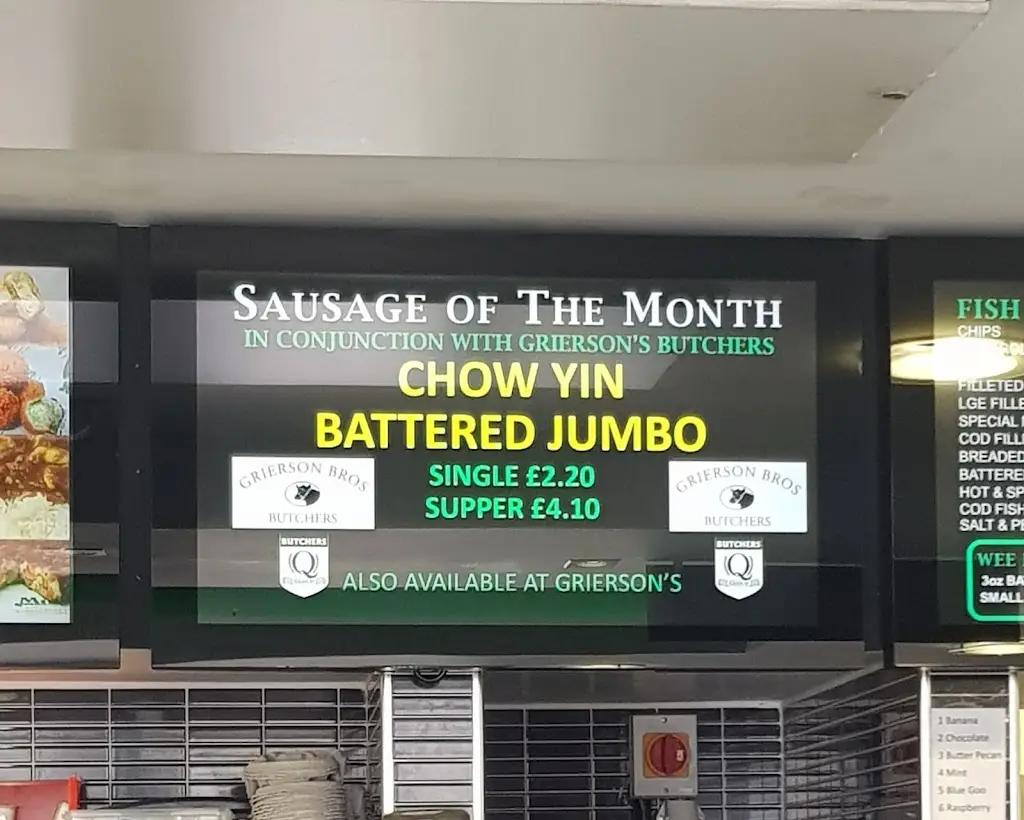 SAUSAGE OF THE MONTH
IN CONJUNCTION WITH GRIERSON'S BUTCHERS
CHOW YIN
BATTERED JUMBO
SINGLE £2.20
SUPPER £4.10
GRIERSON BROS
BUTCHERS
GRIERSON BROS
BUTCHERS
BUTCHERS
Q
BUTCHERS
Q
ALSO AVAILABLE AT GRIERSON'S
FISH
CHIPS
FILLETED
LGE FILLE
SPECIAL
COD FILL
BREADED
BATTERE
HOT & SP
COD FISH
SALT & PE
WEE
3oz BA
SMALL
1 Banana
2 Chocolate
3 Butter Pecan
4 Mint
5 Blue Goo
6 Raspberry